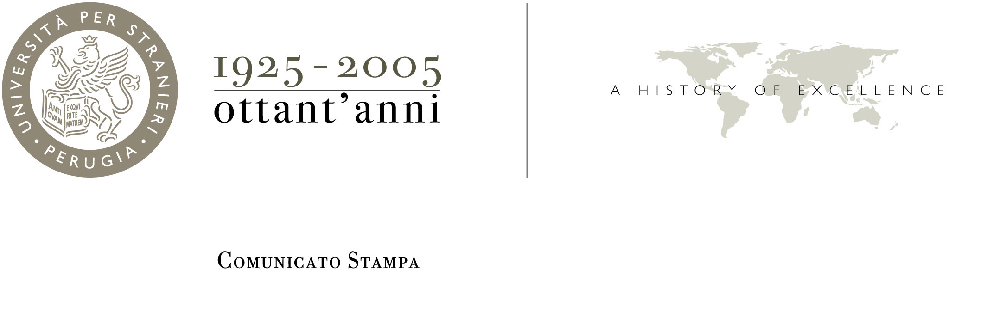 UNIVERSITÀ PER STRANIERI
• PERUGIA •
ANTI
QVAM
EXQVI
RITE
MATREM
1925-2005
ottant’anni
A HISTORY OF EXCELLENCE
Comunicato Stampa